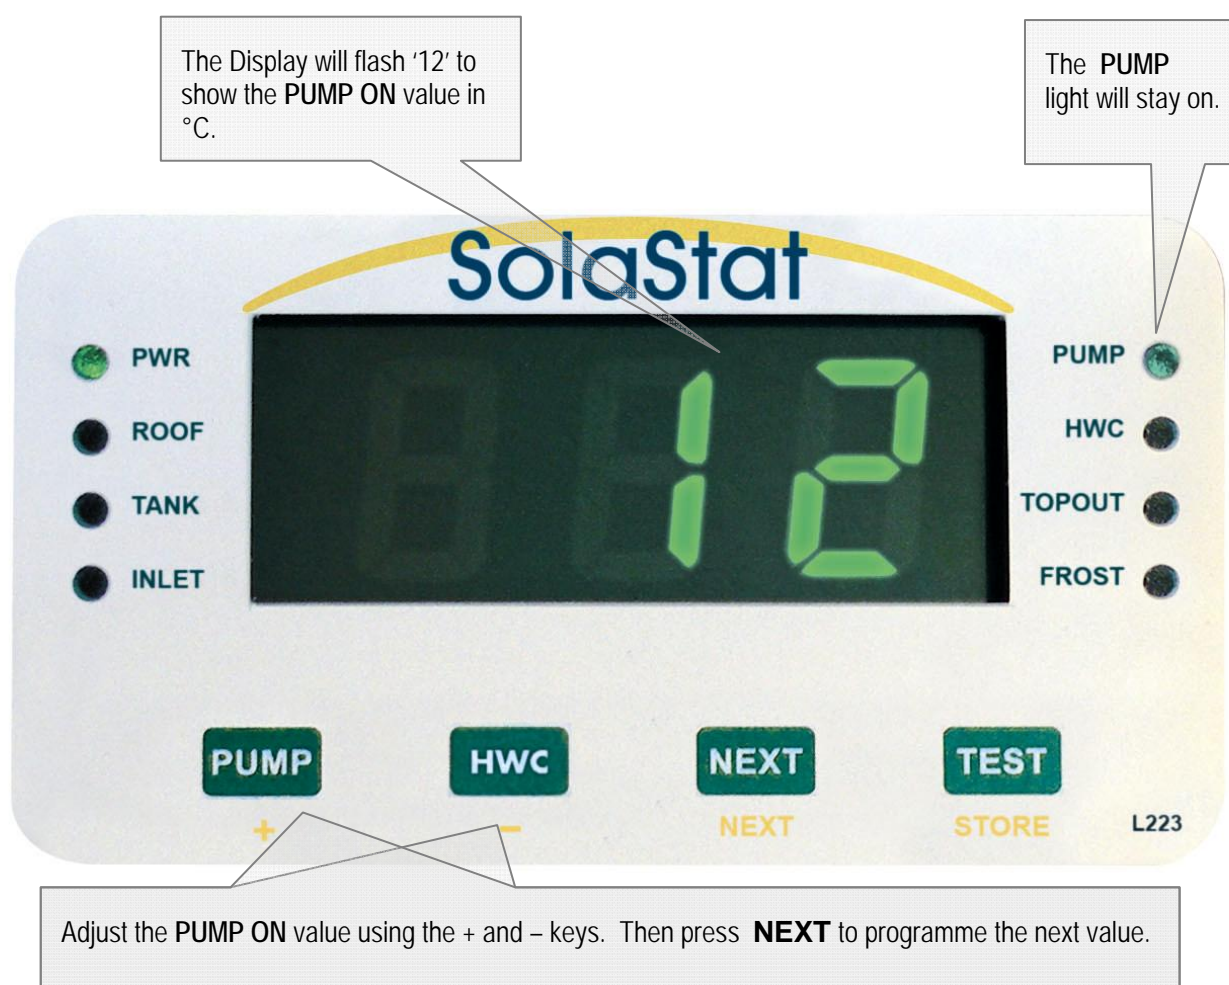 The Display will flash ‘12’ to
show the PUMP ON value in
°C.
The PUMP
light will stay on.
SolaStat
PWR
ROOF
TANK
INLET
12
PUMP
HWC
TOPOUT
FROST
PUMP
HWC
NEXT
TEST
+
–
NEXT
STORE
L223
Adjust the PUMP ON value using the + and – keys. Then press NEXT to programme the next value.